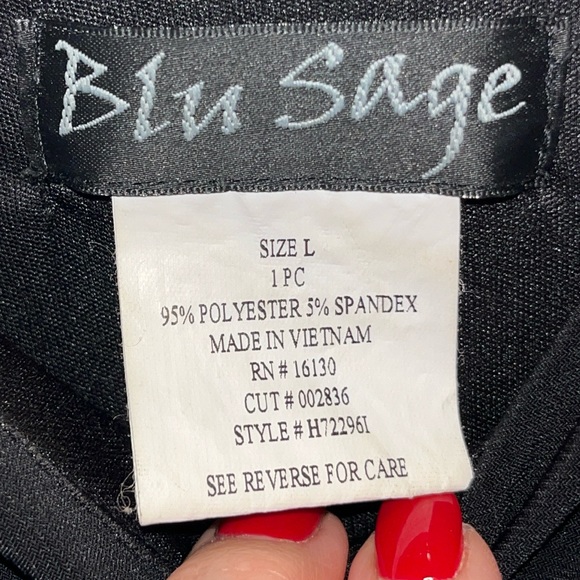 Blu Sage
SIZE L
1 PC
95% POLYESTER 5% SPANDEX
MADE IN VIETNAM
RN # 16130
CUT # 002836
STYLE # H72296I
SEE REVERSE FOR CARE